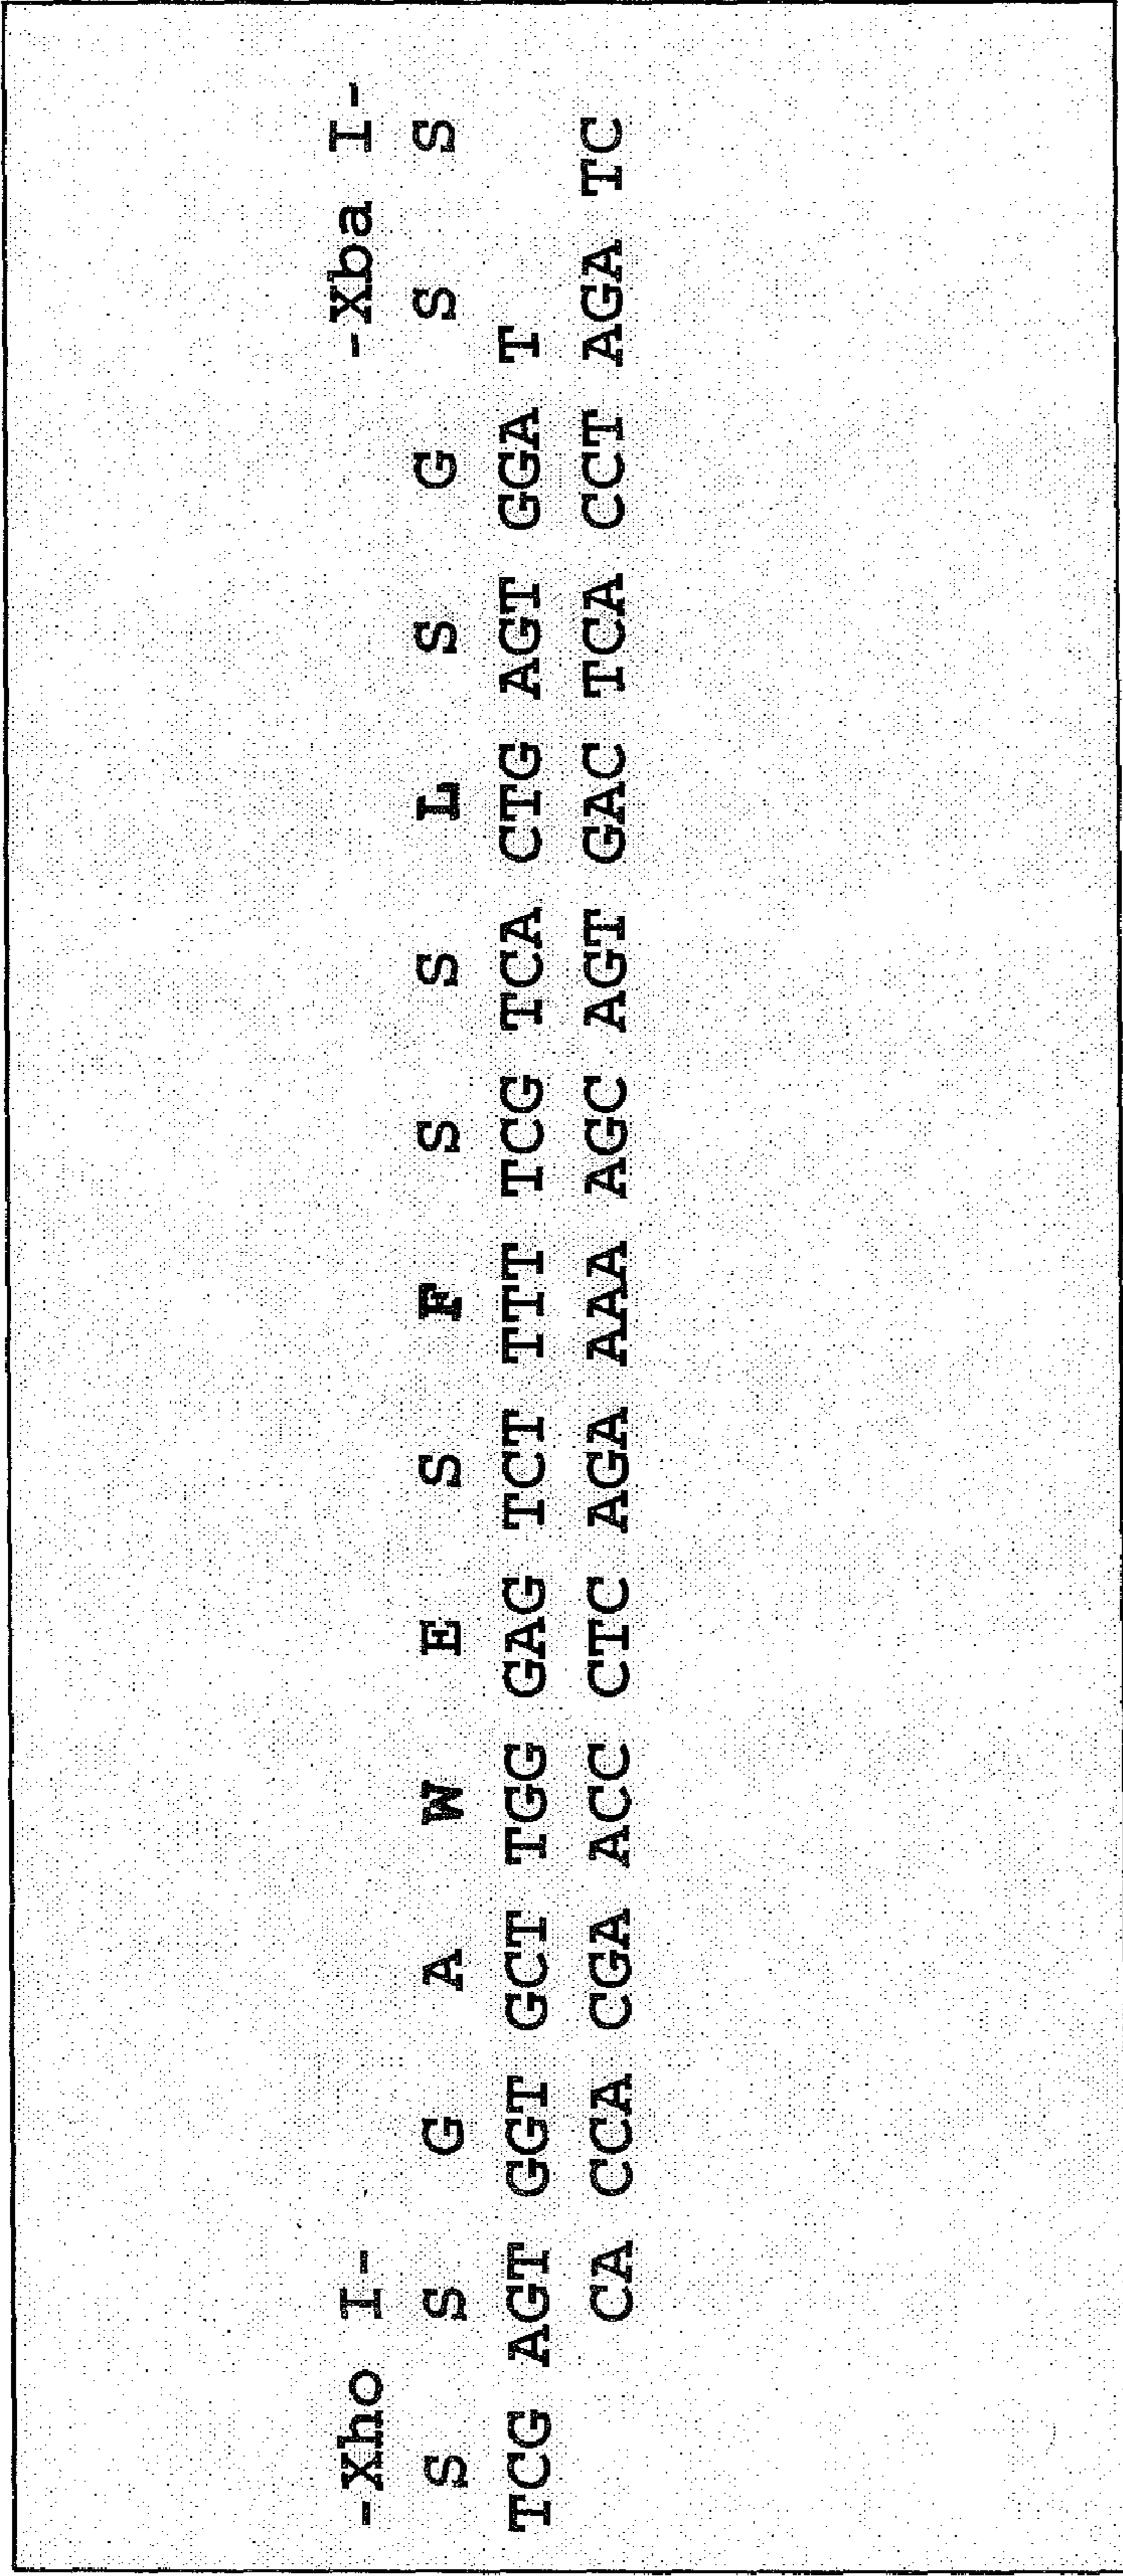 -Xho I- -Xba I-
S S G A W E S F S S L S G S S
TCG AGT GGT GCT TGG GAG TCT TTT TCG TCA CTG AGT GGA T
CA CCA CGA ACC CTC AGA AAA AGC AGT GAC TCA CCT AGA TC